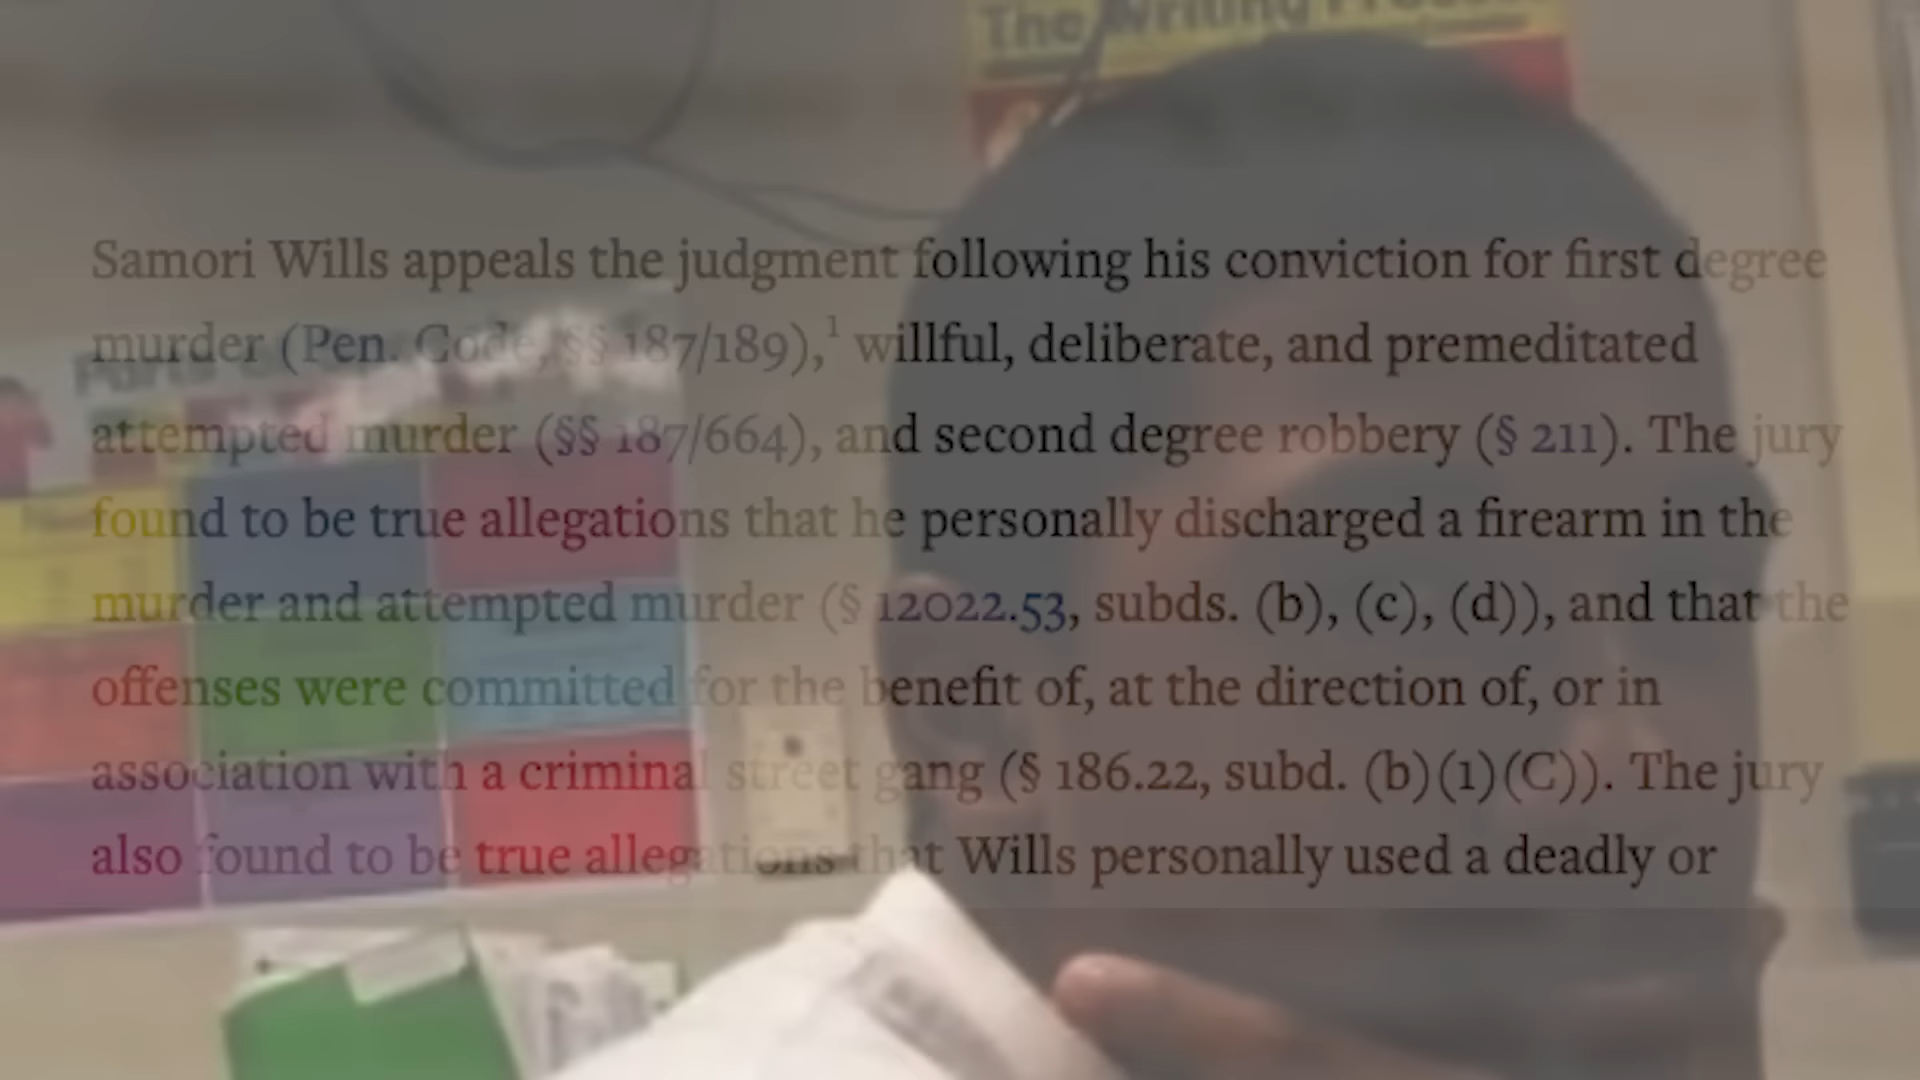 The Writing Process
Samori Wills appeals the judgment following his conviction for first degree
murder (Pen. Code, §§ 187/189),1 willful, deliberate, and premeditated
attempted murder (§§ 187/664), and second degree robbery (§ 211). The jury
found to be true allegations that he personally discharged a firearm in the
murder and attempted murder (§ 12022.53, subds. (b), (c), (d)), and that the
offenses were committed for the benefit of, at the direction of, or in
association with a criminal street gang (§ 186.22, subd. (b)(1)(C)). The jury
also found to be true allegations that Wills personally used a deadly or